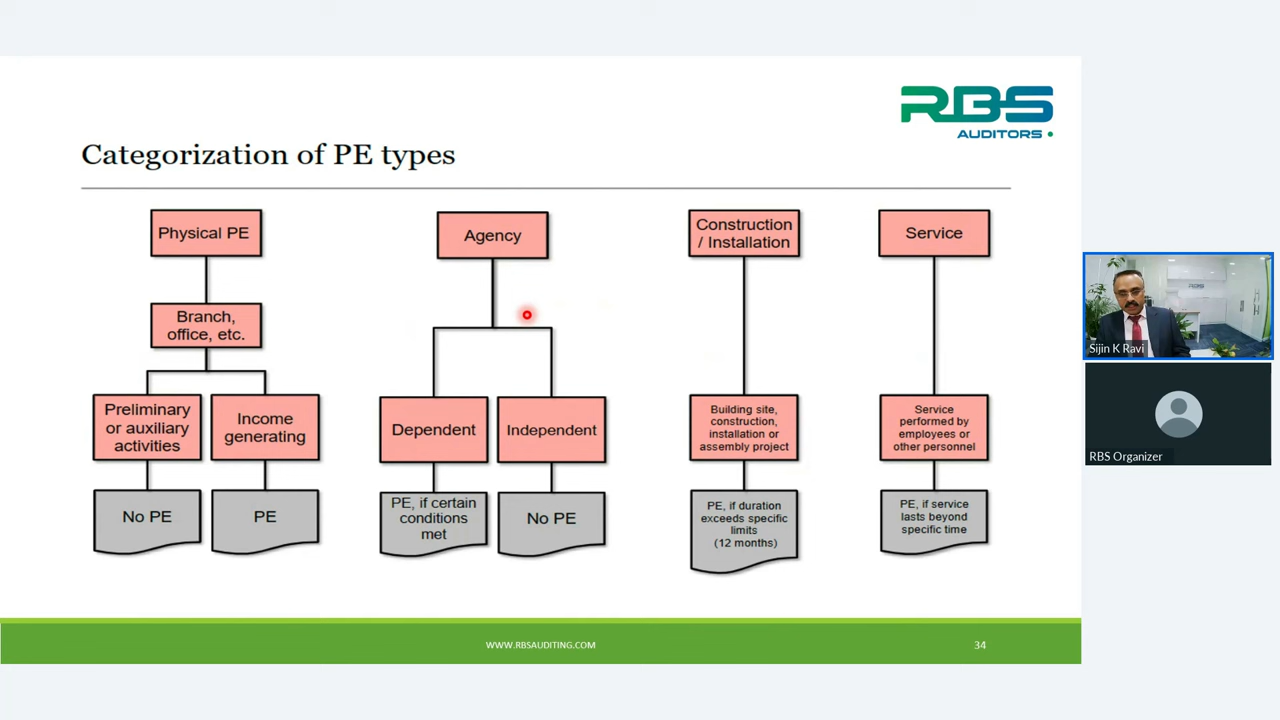 RBS
AUDITORS
Categorization of PE types
Physical PE
Branch,
office, etc.
Preliminary
or auxiliary
activities
Income
generating
No PE
PE
Agency
Dependent
Independent
PE, if certain
conditions
met
No PE
Construction
/ Installation
Building site,
construction,
installation or
assembly project
PE, if duration
exceeds specific
limits
(12 months)
Service
Service
performed by
employees or
other personnel
PE, if service
lasts beyond
specific time
WWW.RBSAUDITING.COM
34
RBS
Sijin K Ravi
RBS Organizer